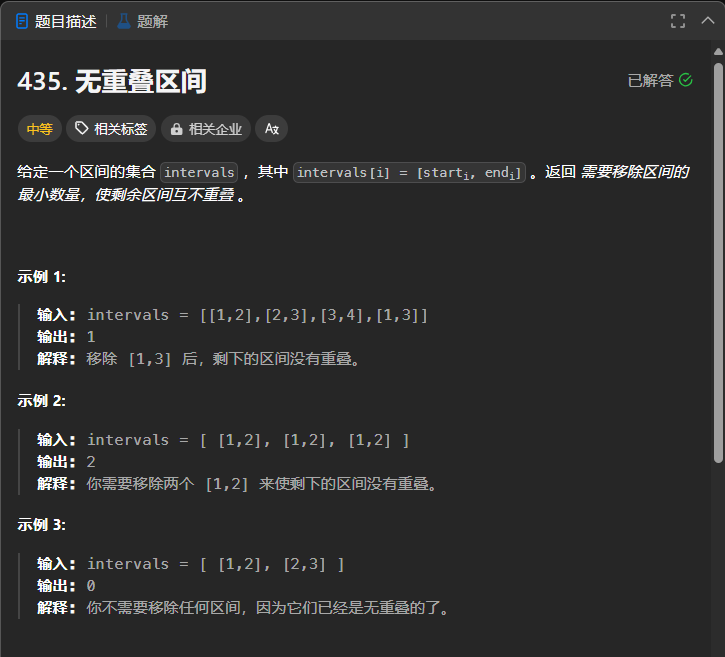 题目描述 题解
435. 无重叠区间 已解答
中等 相关标签 相关企业 A文
给定一个区间的集合 intervals ，其中 intervals[i] = [starti, endi] 。返回 需要移除区间的
最小数量，使剩余区间互不重叠 。
示例 1:
输入: intervals = [[1,2],[2,3],[3,4],[1,3]]
输出: 1
解释: 移除 [1,3] 后，剩下的区间没有重叠。
示例 2:
输入: intervals = [ [1,2], [1,2], [1,2] ]
输出: 2
解释: 你需要移除两个 [1,2] 来使剩下的区间没有重叠。
示例 3:
输入: intervals = [ [1,2], [2,3] ]
输出: 0
解释: 你不需要移除任何区间，因为它们已经是无重叠的了。